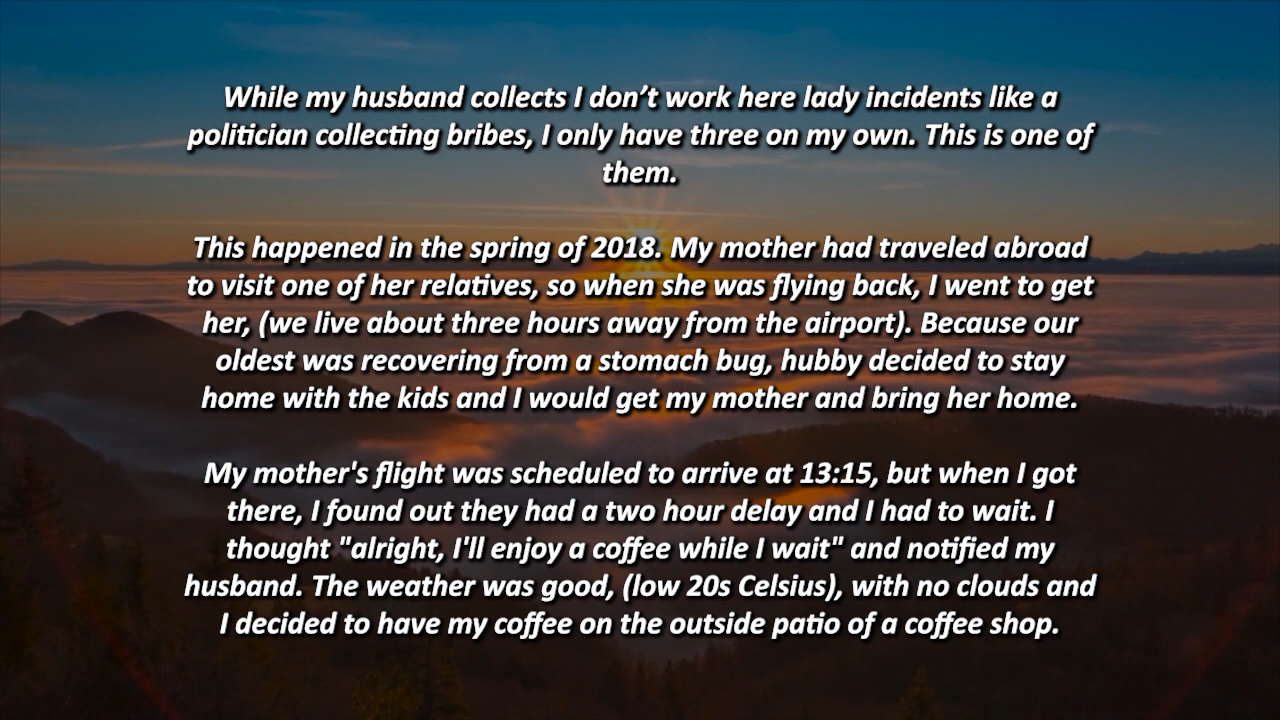 While my husband collects I don’t work here lady incidents like a
politician collecting bribes, I only have three on my own. This is one of
them.
This happened in the spring of 2018. My mother had traveled abroad
to visit one of her relatives, so when she was flying back, I went to get
her, (we live about three hours away from the airport). Because our
oldest was recovering from a stomach bug, hubby decided to stay
home with the kids and I would get my mother and bring her home.
My mother's flight was scheduled to arrive at 13:15, but when I got
there, I found out they had a two hour delay and I had to wait. I
thought "alright, I'll enjoy a coffee while I wait" and notified my
husband. The weather was good, (low 20s Celsius), with no clouds and
I decided to have my coffee on the outside patio of a coffee shop.